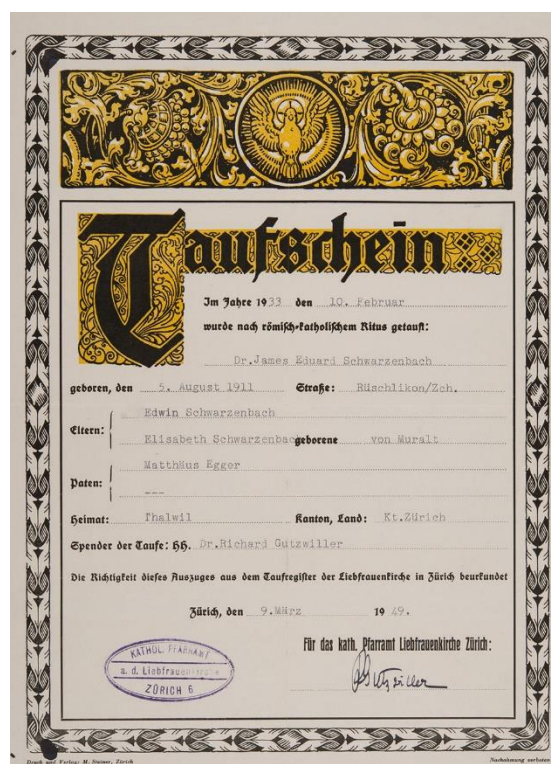 Taufschein
Im Jahre 1933 den 10. Februar
wurde nach römisch-katholischem Ritus getauft:
Dr.James Eduard Schwarzenbach
geboren, den 5. August 1911 Straße: Rüschlikon/Zch.
Edwin Schwarzenbach
Eltern:
Elisabeth Schwarzenbach geborene von Muralt
Matthäus Egger
Paten:
---
Heimat: Thalwil Kanton, Land: Kt.Zürich
Spender der Taufe: HH. Dr.Richard Gutzwiller
Die Richtigkeit dieses Auszuges aus dem Taufregister der Liebfrauenkirche in Zürich beurkundet
Zürich, den 9.März 19 49.
Für das kath. Pfarramt Liebfrauenkirche Zürich:
KATHOL. PFARRAMT
a. d. Liebfrauenkirche
ZÜRICH 6
Gutzwiller
Druck und Verlag: M. Steiner, Zürich
Nachahmung verboten